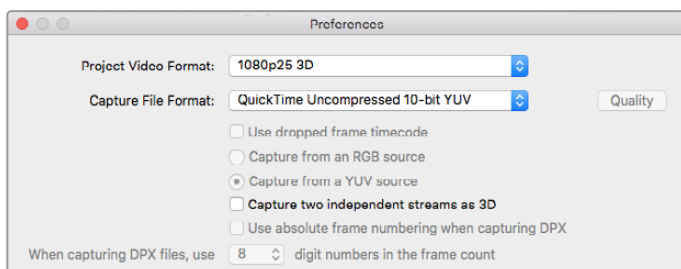 Preferences
Project Video Format: 1080p25 3D
Capture File Format: QuickTime Uncompressed 10-bit YUV Quality
Use dropped frame timecode
Capture from an RGB source
Capture from a YUV source
Capture two independent streams as 3D
Use absolute frame numbering when capturing DPX
When capturing DPX files, use 8 digit numbers in the frame count